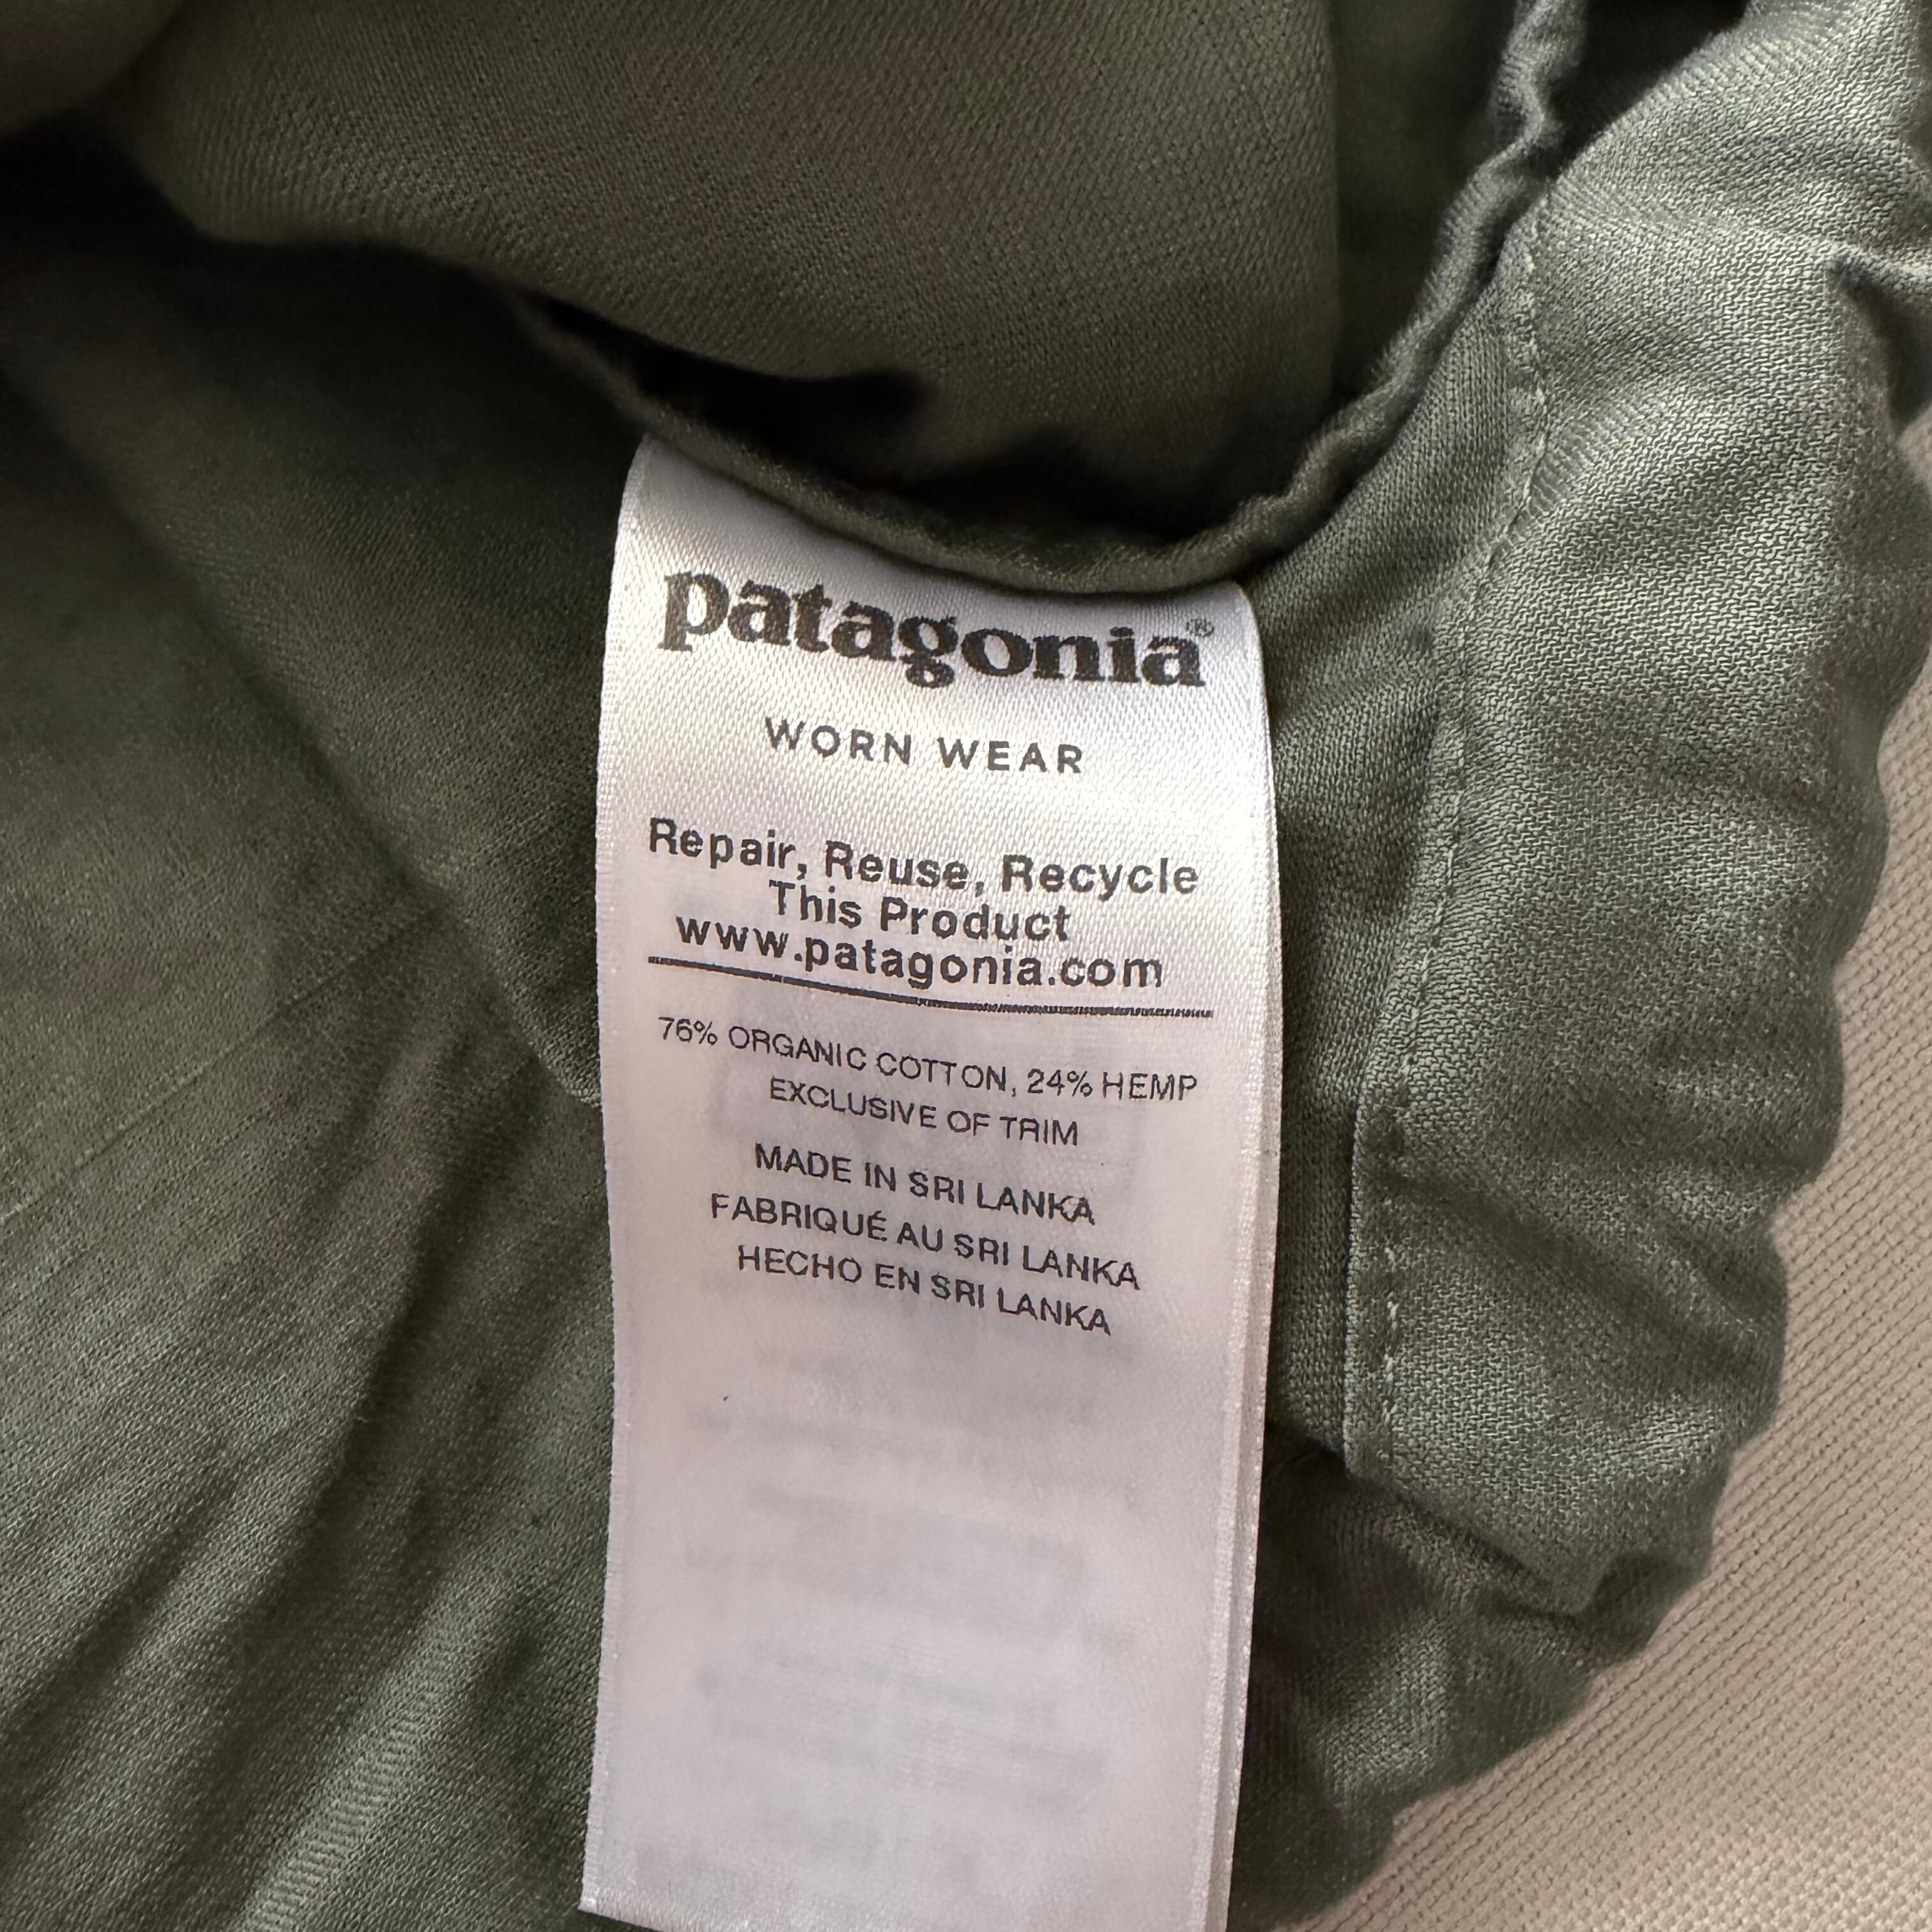 patagonia®
WORN WEAR
Repair, Reuse, Recycle
This Product
www.patagonia.com
76% ORGANIC COTTON, 24% HEMP
EXCLUSIVE OF TRIM
MADE IN SRI LANKA
FABRIQUÉ AU SRI LANKA
HECHO EN SRI LANKA